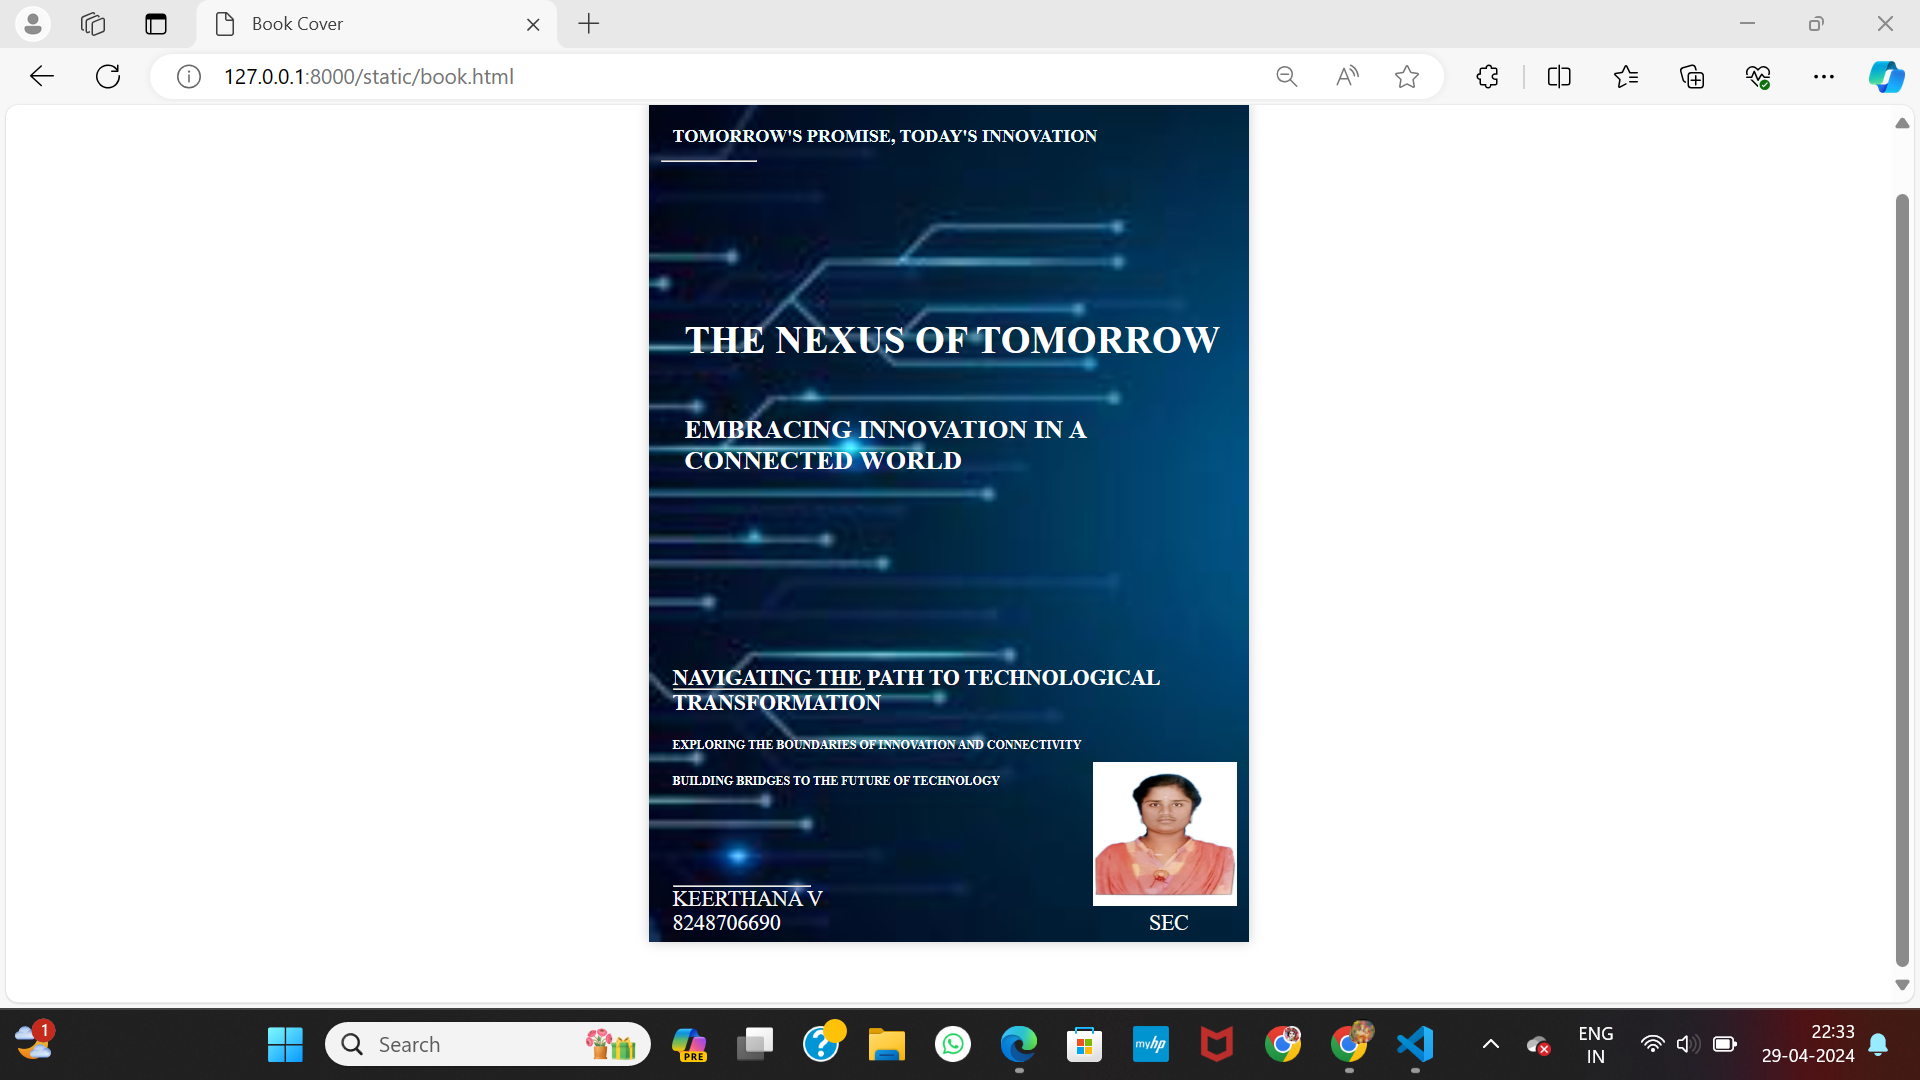 Book Cover
127.0.0.1:8000/static/book.html
TOMORROW'S PROMISE, TODAY'S INNOVATION
THE NEXUS OF TOMORROW
EMBRACING INNOVATION IN A
CONNECTED WORLD
NAVIGATING THE PATH TO TECHNOLOGICAL
TRANSFORMATION
EXPLORING THE BOUNDARIES OF INNOVATION AND CONNECTIVITY
BUILDING BRIDGES TO THE FUTURE OF TECHNOLOGY
KEERTHANA V
8248706690
SEC
1
Search
PRE
myhp
ENG
IN
22:33
29-04-2024